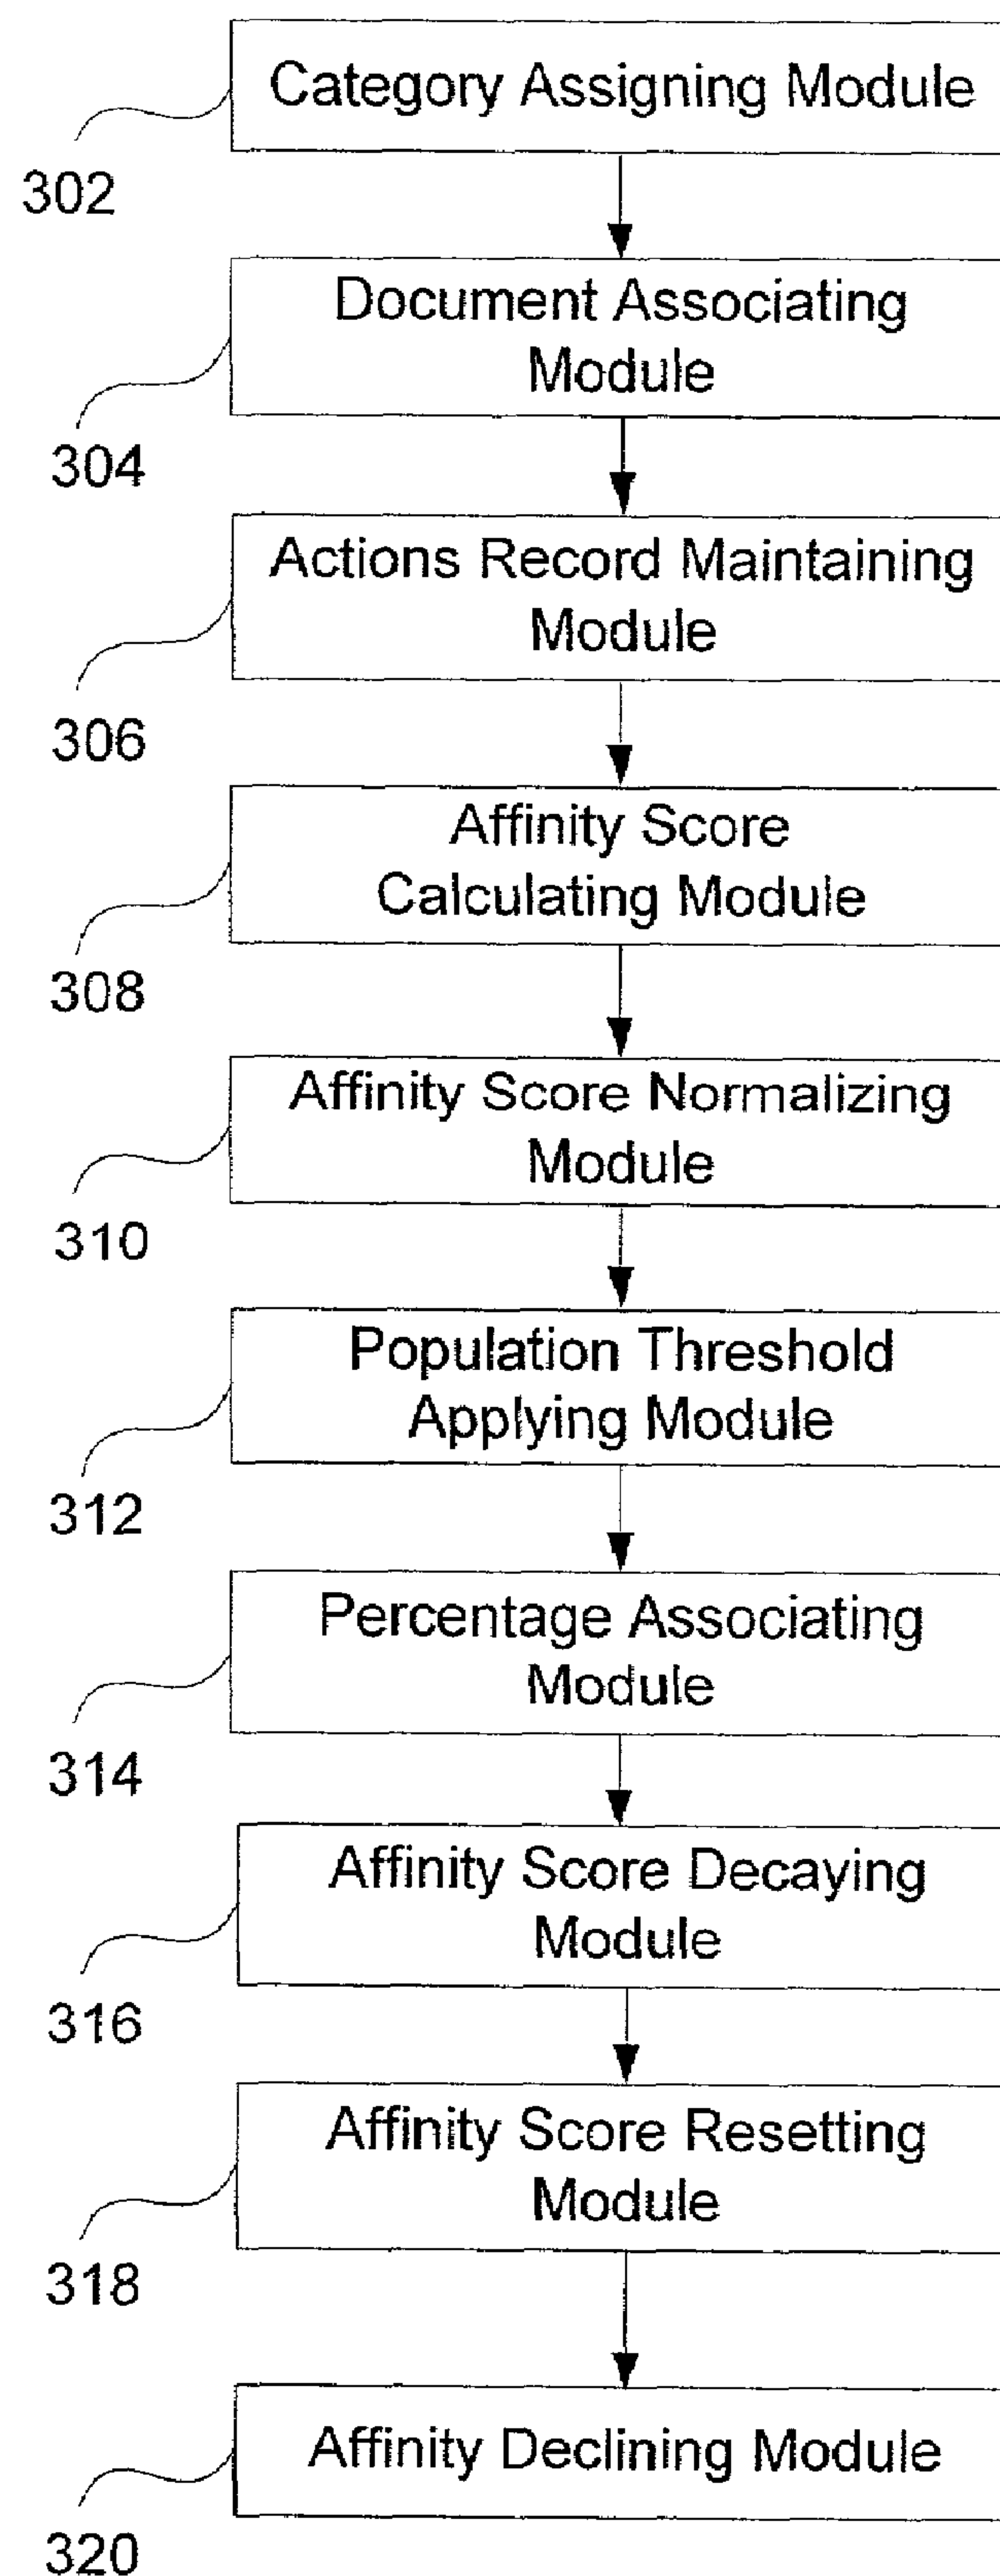 Category Assigning Module
302
Document Associating
Module
304
Actions Record Maintaining
Module
306
Affinity Score
Calculating Module
308
Affinity Score Normalizing
Module
310
Population Threshold
Applying Module
312
Percentage Associating
Module
314
Affinity Score Decaying
Module
316
Affinity Score Resetting
Module
318
Affinity Declining Module
320